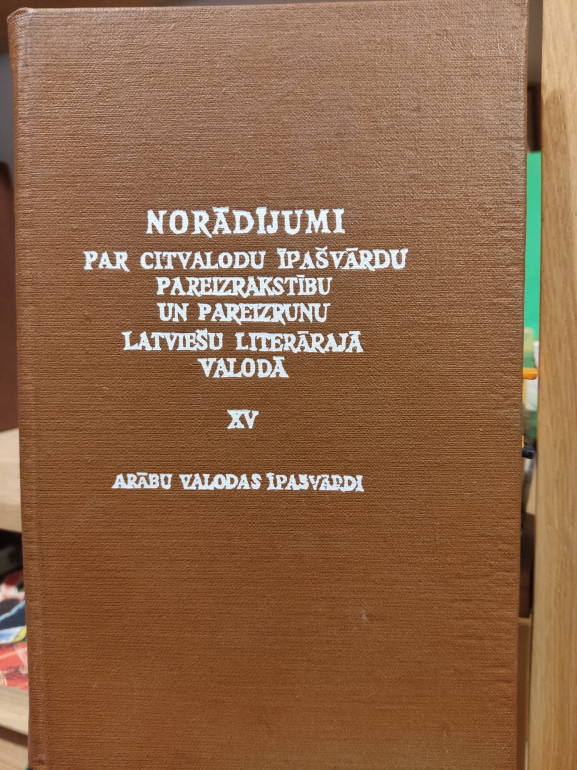 NORĀDĪJUMI
PAR CITVALODU ĪPAŠVĀRDU
PAREIZRAKSTĪBU
UN PAREIZRUNU
LATVIEŠU LITERĀRAJĀ
VALODĀ
XV
ARĀBU VALODAS ĪPAŠVĀRDI